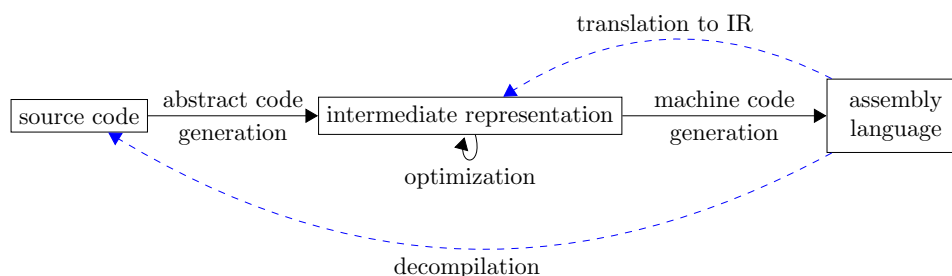 translation to IR
source code
abstract code
generation
intermediate representation
optimization
machine code
generation
assembly
language
decompilation